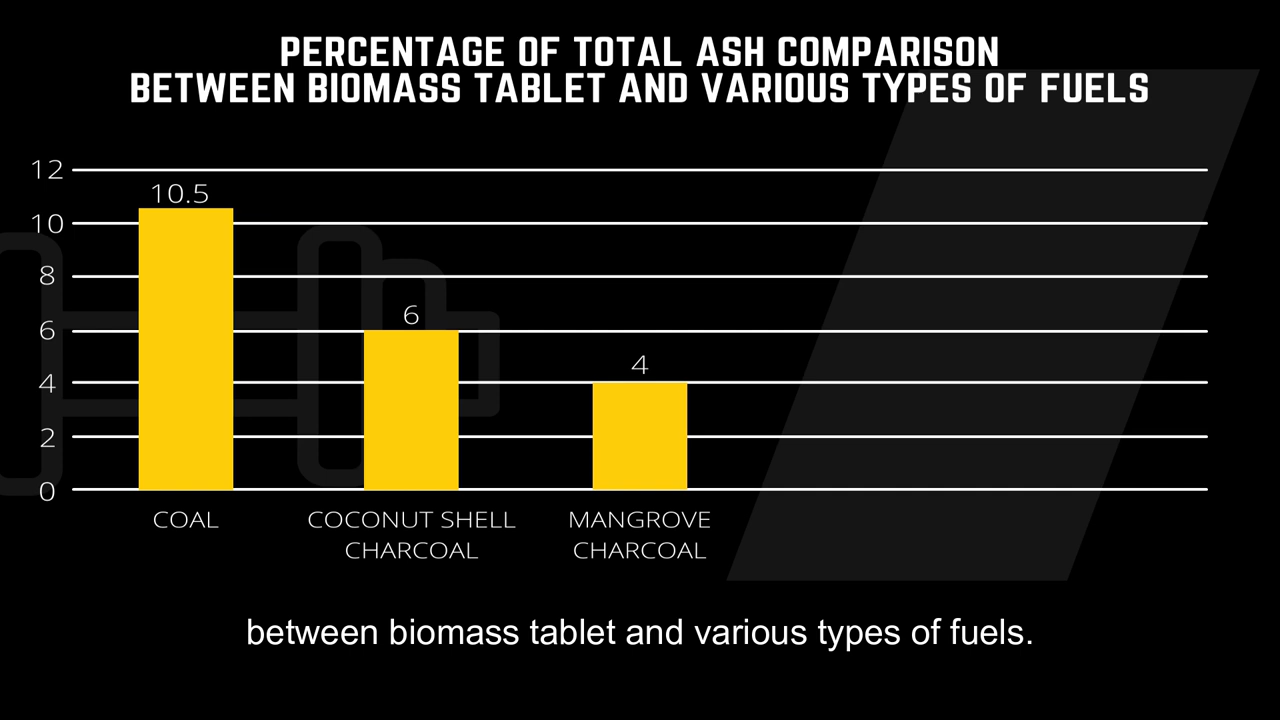 PERCENTAGE OF TOTAL ASH COMPARISON
BETWEEN BIOMASS TABLET AND VARIOUS TYPES OF FUELS
12
10.5
10
8
6
6
4
4
2
0
COAL
COCONUT SHELL
CHARCOAL
MANGROVE
CHARCOAL
between biomass tablet and various types of fuels.